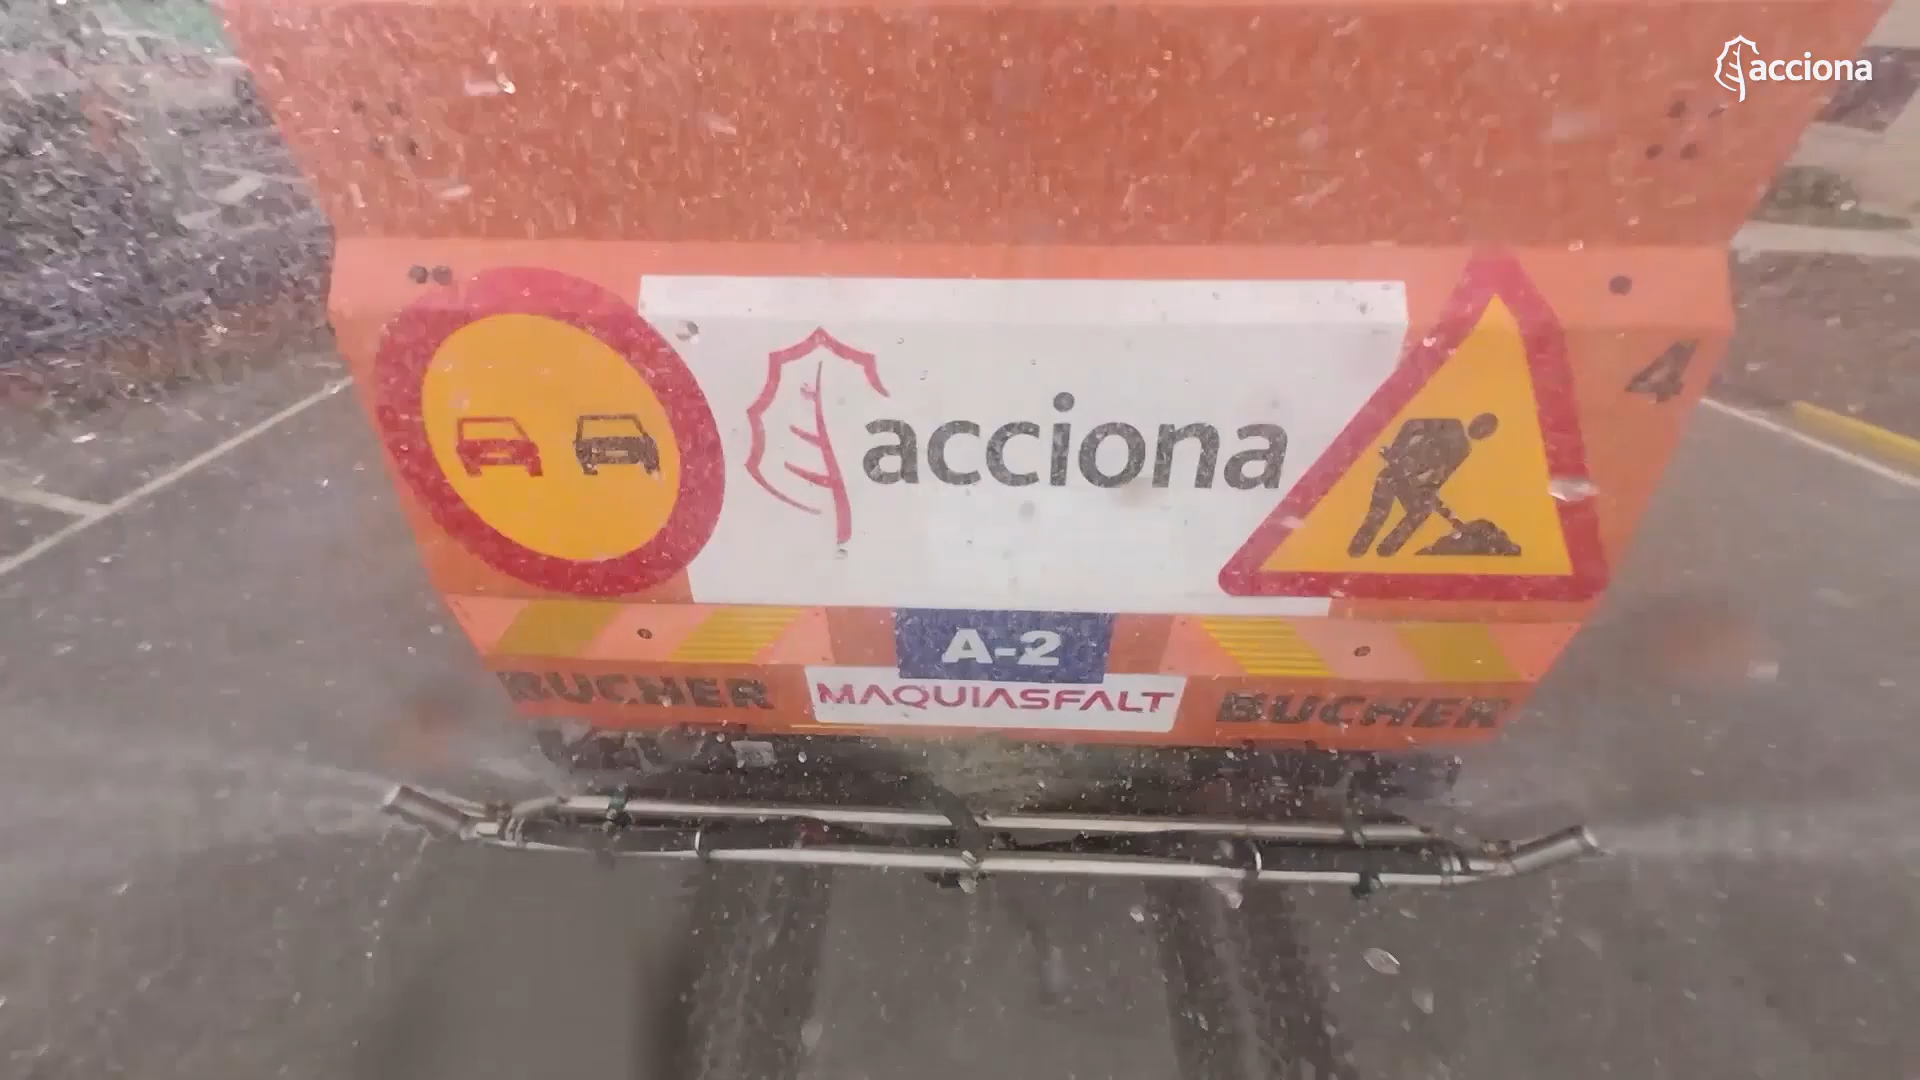 acciona
acciona
4
A-2
BUCHER
MAQUIASFALT
BUCHER